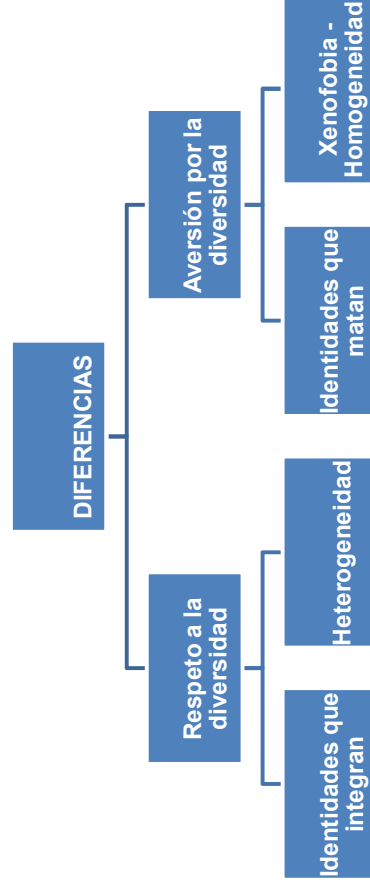 DIFERENCIAS
Respeto a la
diversidad
Aversión por la
diversidad
Identidades que
integran
Heterogeneidad
Identidades que
matan
Xenofobia -
Homogeneidad